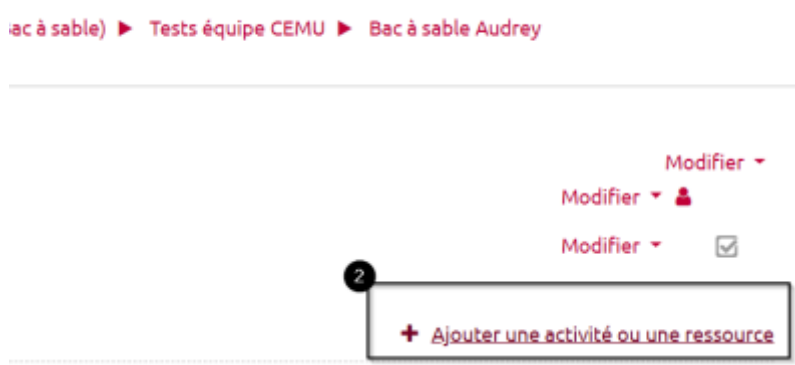 ac à sable) ► Tests équipe CEMU ► Bac à sable Audrey
Modifier
Modifier
Modifier
2
+ Ajouter une activité ou une ressource